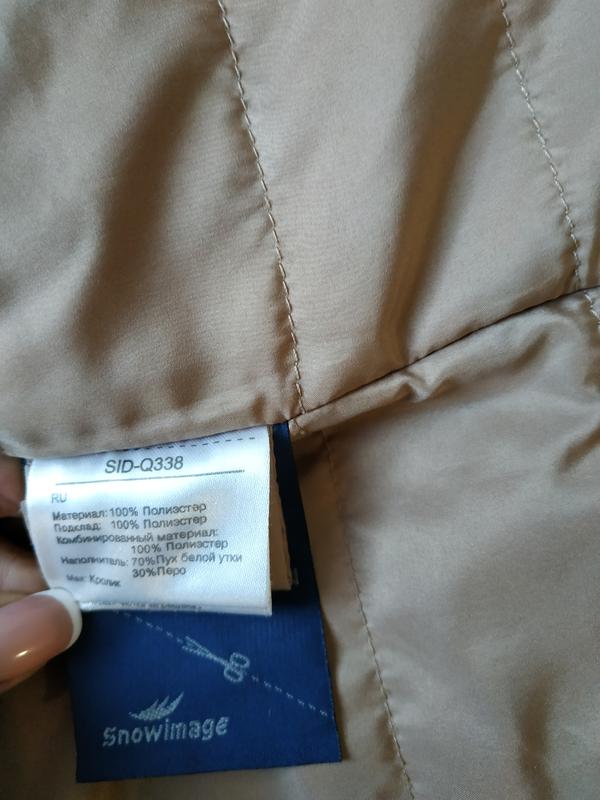 SID-Q338
RU
Материал:100% Полиэстер
Подклад: 100% Полиэстер
Комбинированный материал:
100% Полиэстер
Наполнитель: 70%Пух белой утки
30%Перо
Мех: Кролик
Snowimage